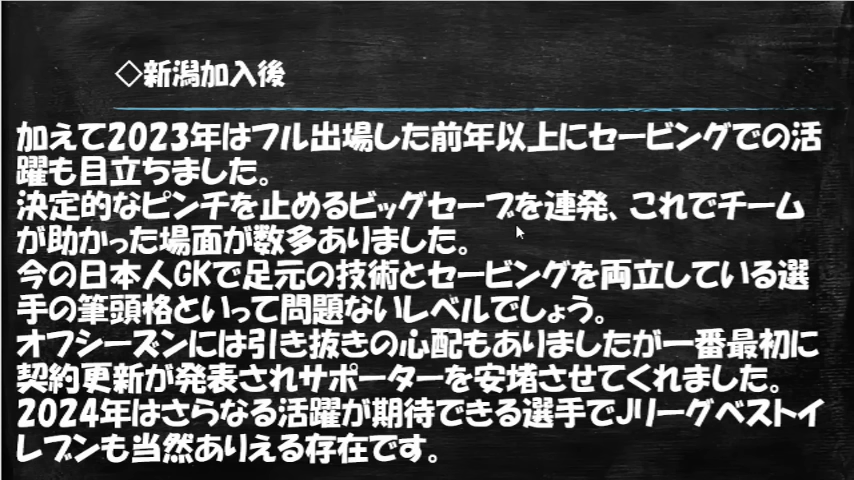 ◇新潟加入後
加えて2023年はフル出場した前年以上にセービングでの活
躍も目立ちました。
決定的なピンチを止めるビッグセーブを連発、これでチーム
が助かった場面が数多ありました。
今の日本人GKで足元の技術とセービングを両立している選
手の筆頭格といって問題ないレベルでしょう。
オフシーズンには引き抜きの心配もありましたが一番最初に
契約更新が発表されサポーターを安堵させてくれました。
2024年はさらなる活躍が期待できる選手でJリーグベストイ
レブンも当然ありえる存在です。